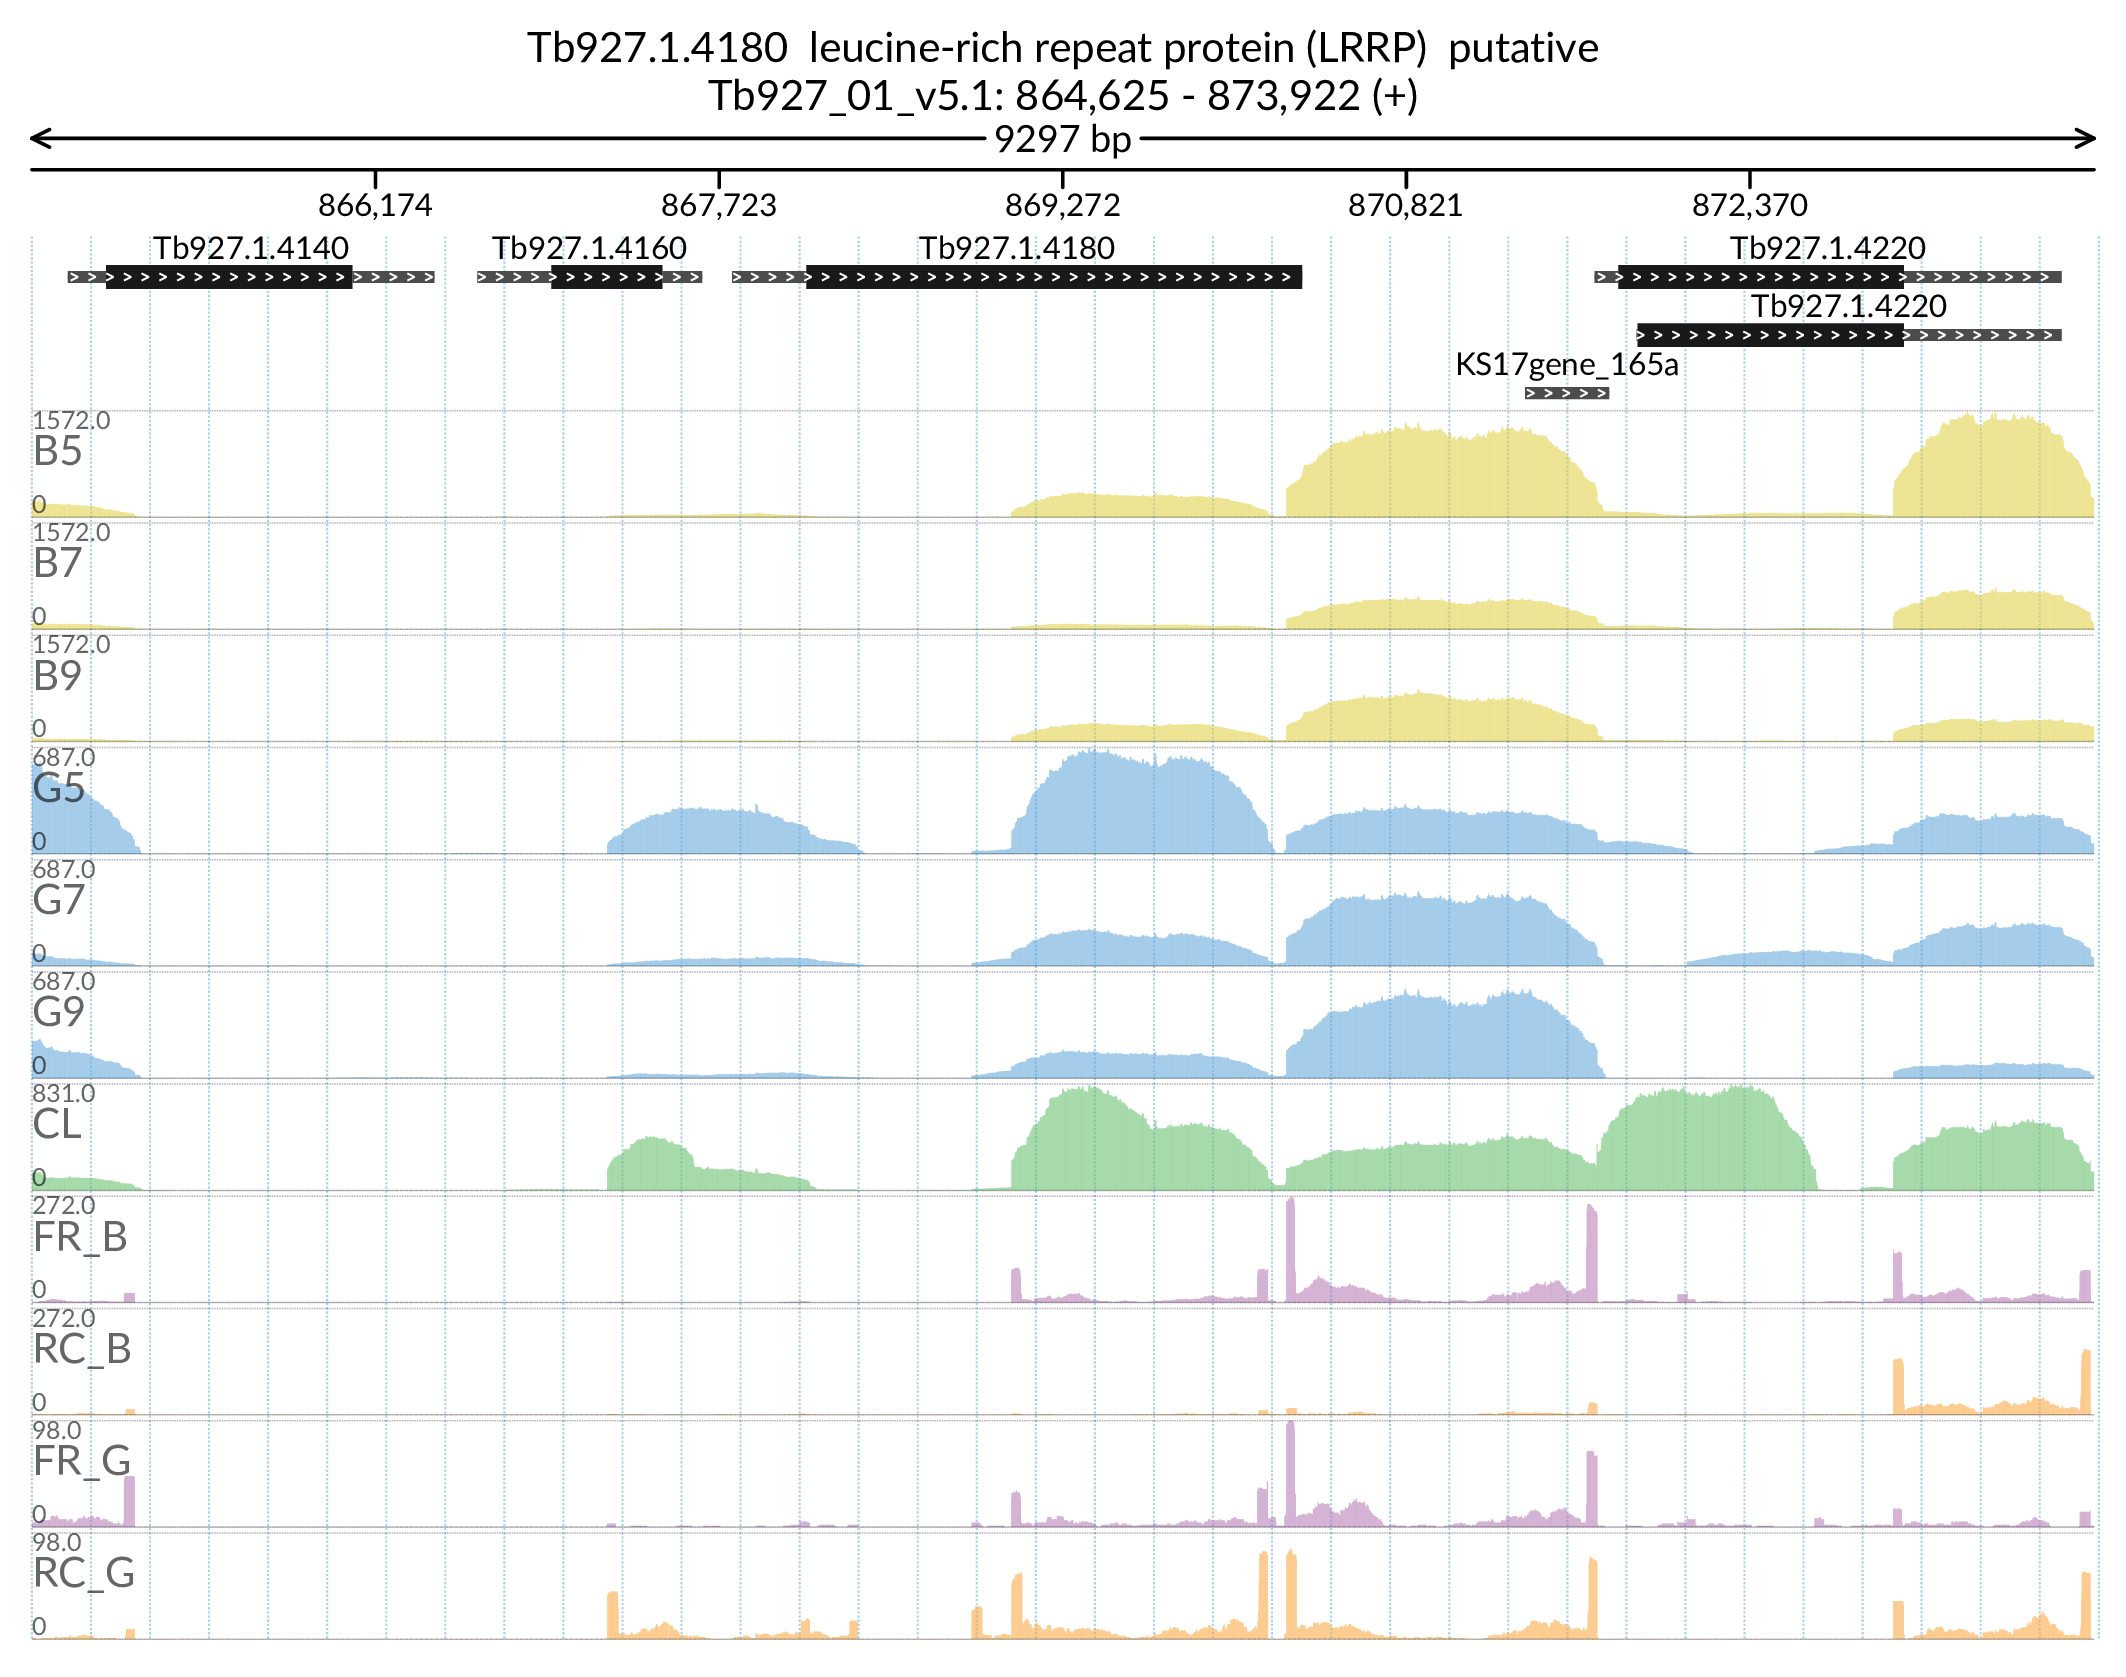 Tb927.1.4180  leucine-rich repeat protein (LRRP)  putative
Tb927_01_v5.1: 864,625 - 873,922 (+)
9297 bp
866,174 867,723 869,272 870,821 872,370
Tb927.1.4140 Tb927.1.4160 Tb927.1.4180 Tb927.1.4220
Tb927.1.4220
KS17gene_165a
1572.0
B5
0
1572.0
B7
0
1572.0
B9
0
687.0
G5
0
687.0
G7
0
687.0
G9
0
831.0
CL
0
272.0
FR_B
0
272.0
RC_B
0
98.0
FR_G
0
98.0
RC_G
0